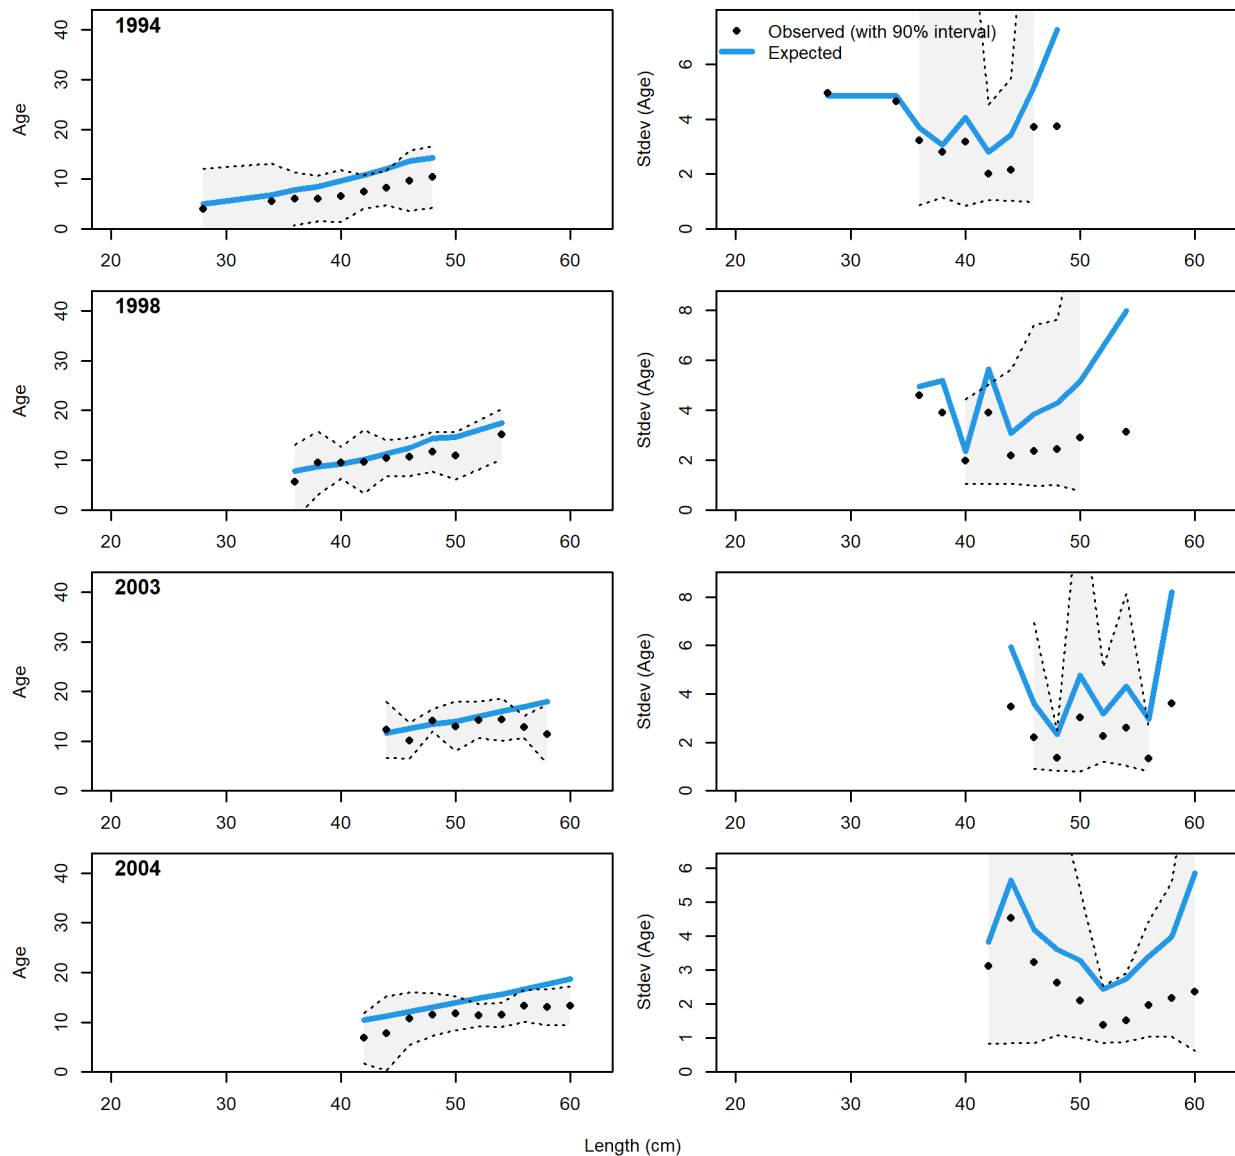 1994
Age
0 10 20 30 40
20 30 40 50 60
Observed (with 90% interval)
Expected
Stdev (Age)
0 2 4 6
20 30 40 50 60
1998
Age
0 10 20 30 40
20 30 40 50 60
Stdev (Age)
0 2 4 6 8
20 30 40 50 60
2003
Age
0 10 20 30 40
20 30 40 50 60
Stdev (Age)
0 2 4 6 8
20 30 40 50 60
2004
Age
0 10 20 30 40
20 30 40 50 60
Stdev (Age)
0 1 2 3 4 5 6
20 30 40 50 60
Length (cm)